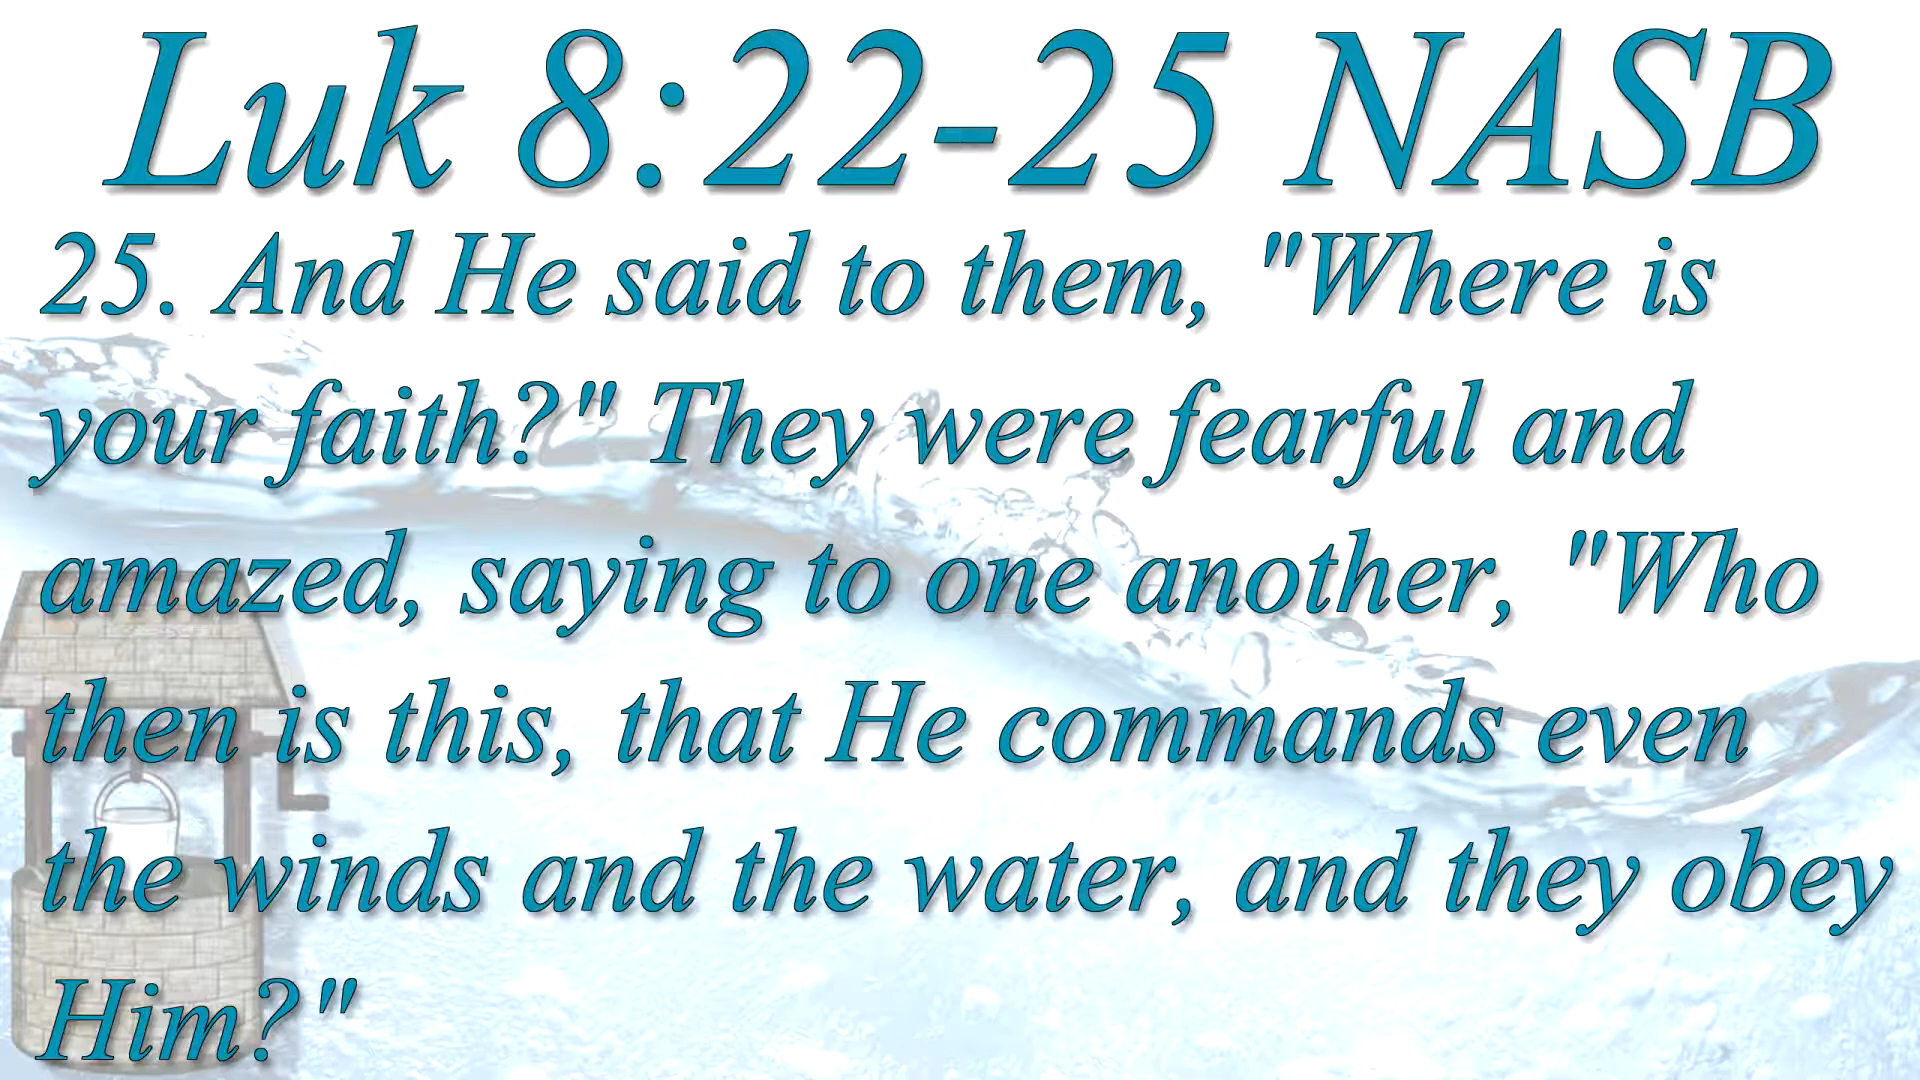 Luk 8:22-25 NASB
25. And He said to them, "Where is
your faith?" They were fearful and
amazed, saying to one another, "Who
then is this, that He commands even
the winds and the water, and they obey
Him?"